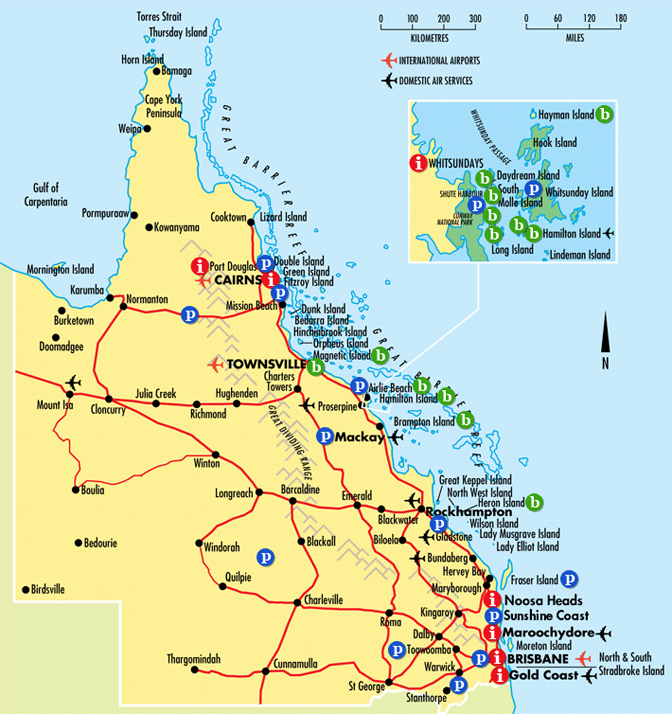 Torres Strait
Thursday Island
Horn Island
Bamaga
Cape York
Peninsula
Weipa
Gulf of
Carpentaria
Pormpuraaw
Kowanyama
Cooktown
Lizard Island
GREAT BARRIER REEF
0 100 200 300
KILOMETRES
0 60 120 180
MILES
INTERNATIONAL AIRPORTS
DOMESTIC AIR SERVICES
WHITSUNDAY PASSAGE
Hayman Island
b
Hook Island
i
WHITSUNDAYS
b
Daydream Island
SHUTE HARBOUR
b
South
Molle Island
p
Whitsunday Island
p
CONWAY
NATIONAL PARK
b
b
b
b
Hamilton Island
Long Island
Lindeman Island
Mornington Island
Karumba
Normanton
Burketown
Doomadgee
i
Port Douglas
p
Double Island
Green Island
CAIRNS
i
Fitzroy Island
p
Mission Beach
p
Dunk Island
Bedarra Island
Hinchinbrook Island
Orpheus Island
Magnetic Island
b
GREAT BARRIER REEF
N
TOWNSVILLE
b
Charters
Towers
p
Airlie Beach
b
Hamilton Island
b
Proserpine
Brampton Island
b
Mount Isa
Cloncurry
Julia Creek
Richmond
Hughenden
GREAT DIVIDING RANGE
p
Mackay
Winton
Boulia
Longreach
Barcaldine
Emerald
Blackwater
Great Keppel Island
North West Island
Heron Island
b
Rockhampton
p
Wilson Island
Lady Musgrave Island
Lady Elliot Island
Gladstone
Biloela
Bedourie
Windorah
p
Blackall
Bundaberg
Hervey Bay
Maryborough
Fraser Island
p
Birdsville
Quilpie
Charleville
i
Noosa Heads
p
Sunshine Coast
Kingaroy
Roma
i
Maroochydore
Dalby
Moreton Island
p
Toowoomba
p
i
BRISBANE
North & South
Stradbroke Island
Thargomindah
Cunnamulla
Warwick
i
Gold Coast
St George
p
Stanthorpe